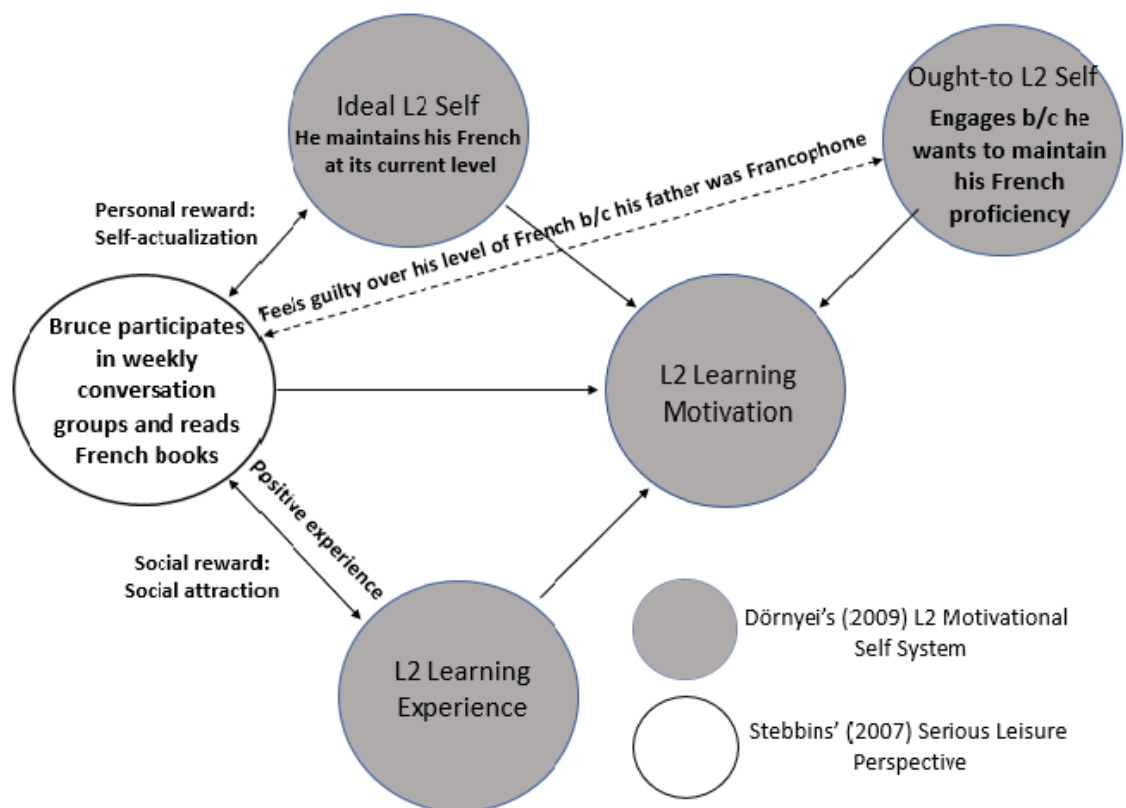 Ideal L2 Self
He maintains his French
at its current level
Ought-to L2 Self
Engages b/c he
wants to maintain
his French
proficiency
Personal reward:
Self-actualization
Feels guilty over his level of French b/c his father was Francophone
Bruce participates
in weekly
conversation
groups and reads
French books
L2 Learning
Motivation
Positive experience
Social reward:
Social attraction
L2 Learning
Experience
Dörnyei's (2009) L2 Motivational
Self System
Stebbins' (2007) Serious Leisure
Perspective